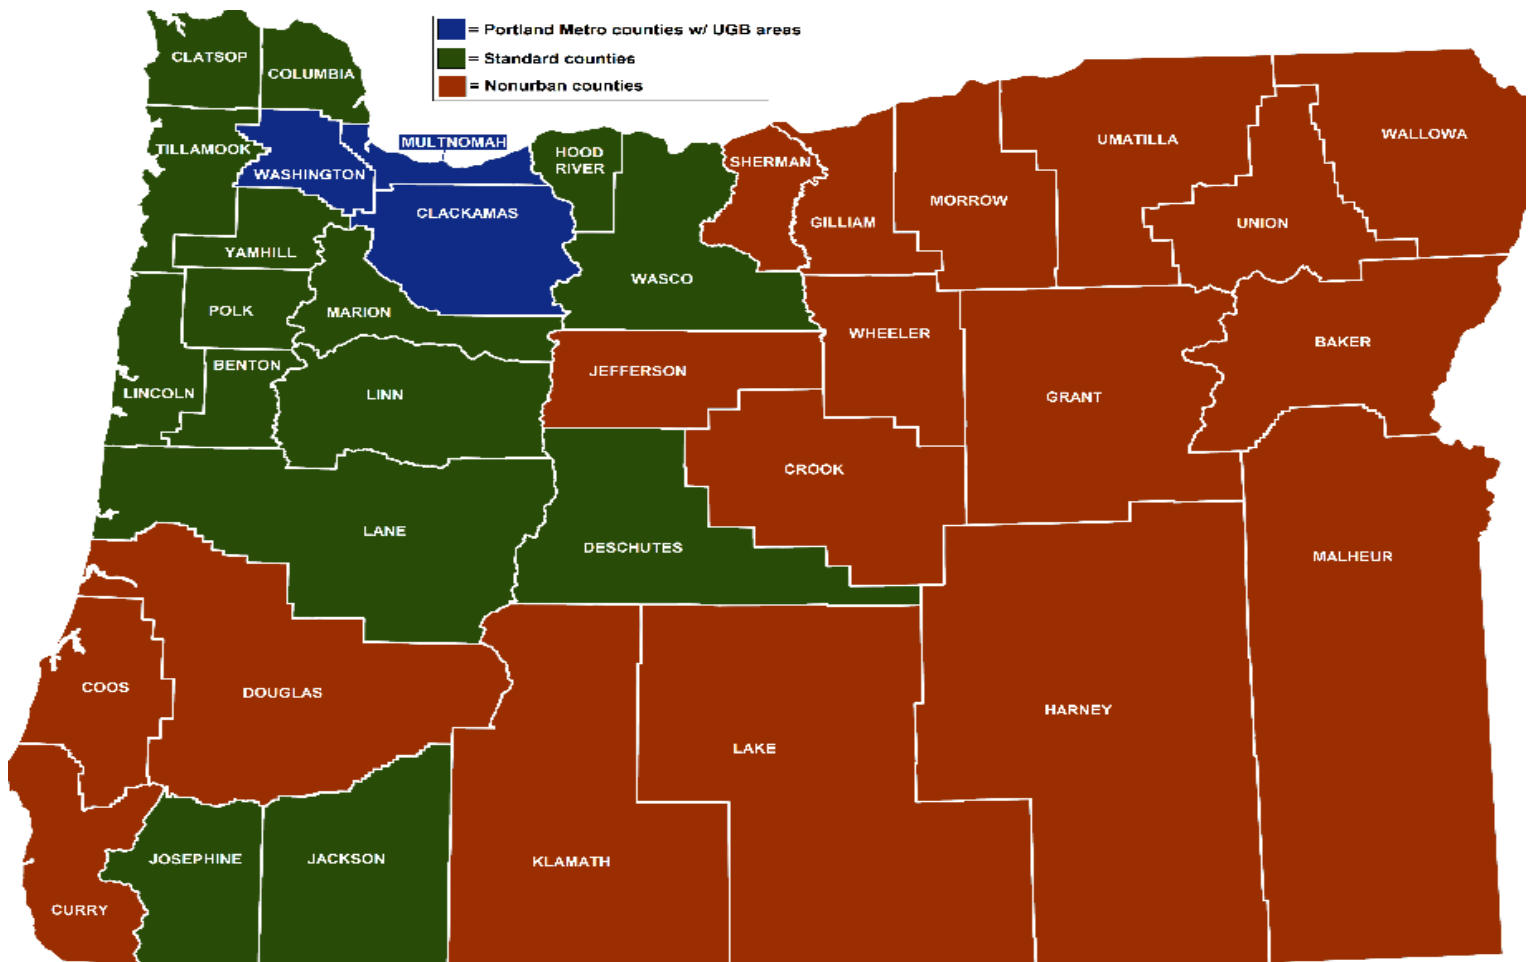 = Portland Metro counties w/ UGB areas
= Standard counties
= Nonurban counties
CLATSOP
COLUMBIA
TILLAMOOK
WASHINGTON
MULTNOMAH
HOOD
RIVER
SHERMAN
UMATILLA
WALLOWA
CLACKAMAS
GILLIAM
MORROW
UNION
YAMHILL
WASCO
POLK
MARION
WHEELER
BAKER
BENTON
JEFFERSON
LINCOLN
LINN
GRANT
CROOK
LANE
DESCHUTES
MALHEUR
COOS
DOUGLAS
HARNEY
LAKE
JOSEPHINE
JACKSON
KLAMATH
CURRY